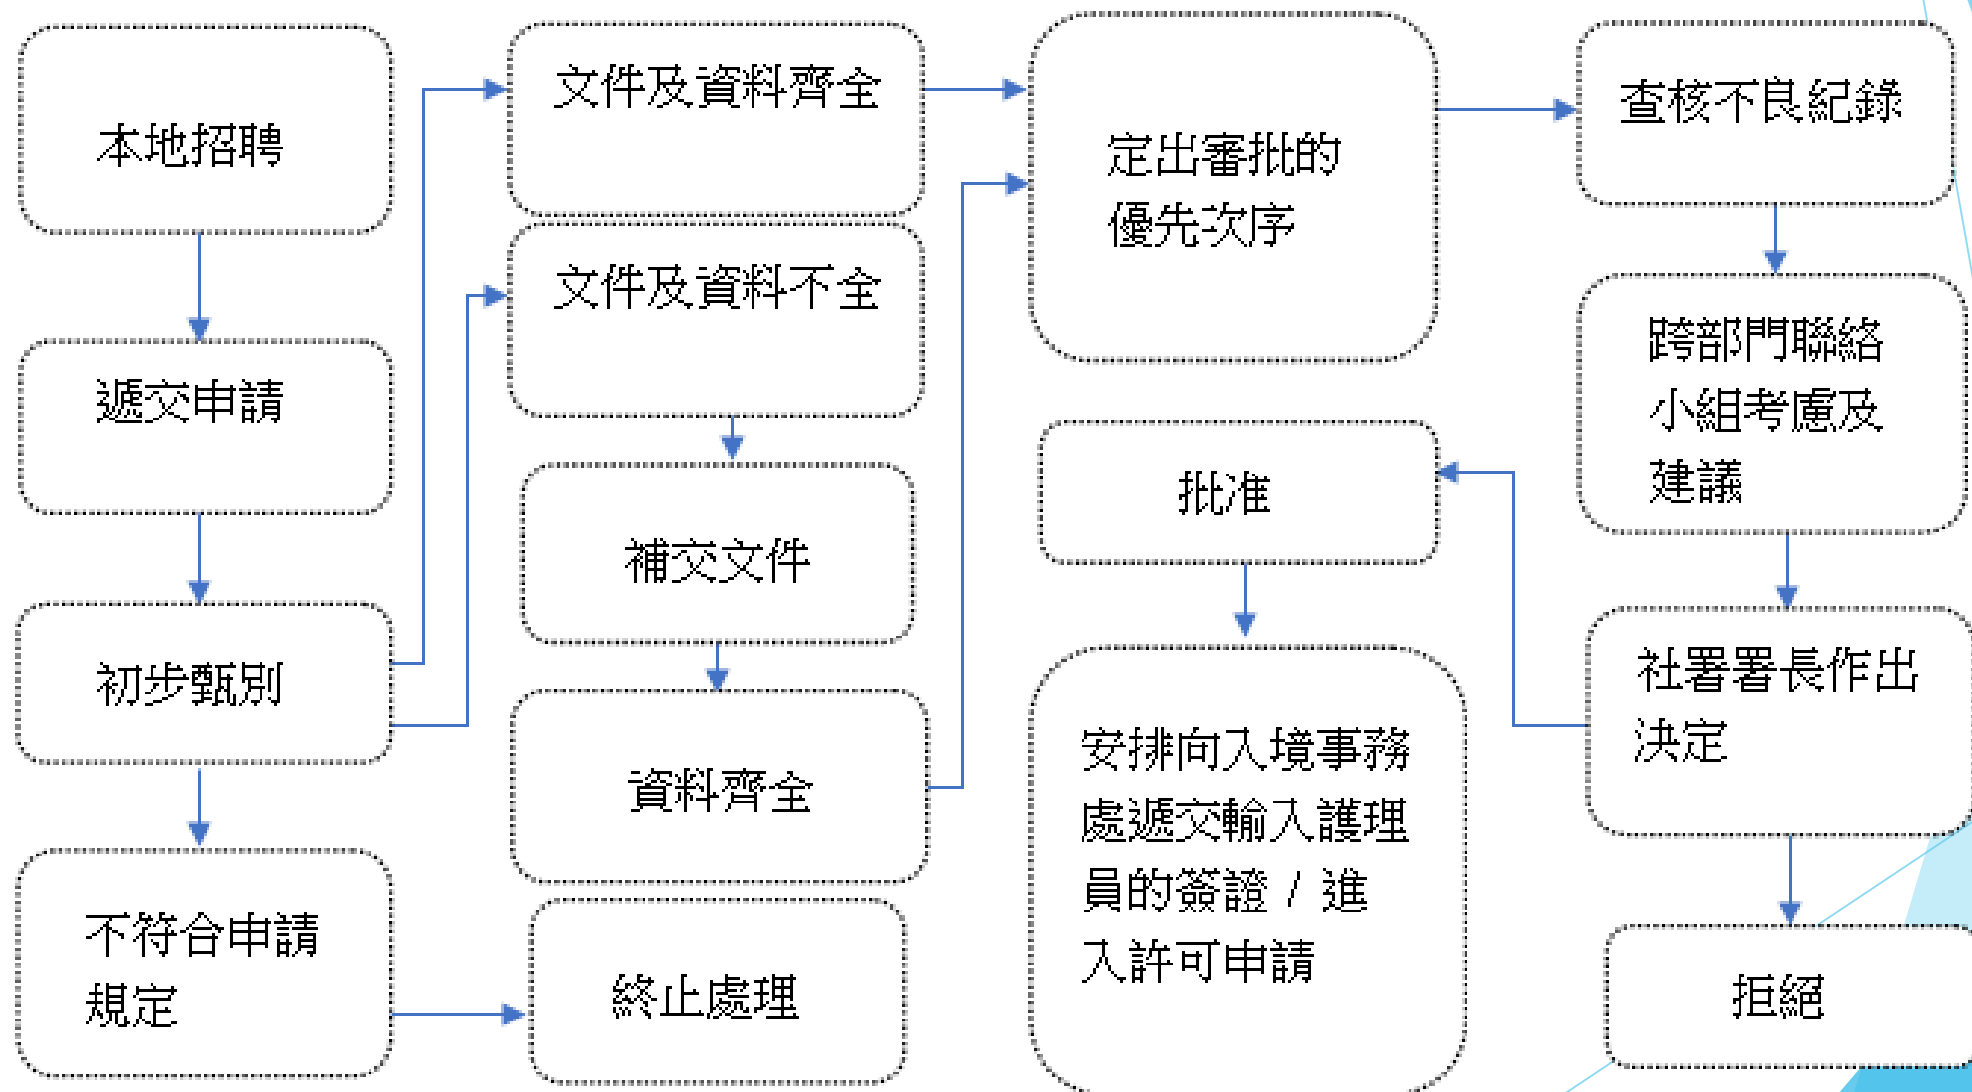 本地招聘
遞交申請
初步甄別
不符合申請
規定
文件及資料齊全
文件及資料不全
補交文件
資料齊全
終止處理
定出審批的
優先次序
查核不良紀錄
跨部門聯絡
小組考慮及
建議
社署署長作出
決定
拒絕
批准
安排向入境事務
處遞交輸入護理
員的簽證 / 進
入許可申請